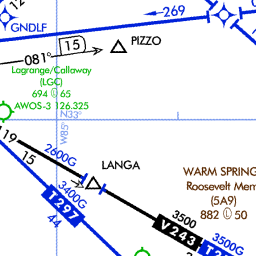 GNDLF
269
15
PIZZO
081°
Lagrange/Callaway
(LGC)
694 Ⓛ 65
AWOS-3 126.325
N33°
W85°
119
15
2600G
LANGA
WARM SPRING
Roosevelt Mem
(5A9)
882 Ⓛ 50
3400G
T297
44
3500
V243
3500G